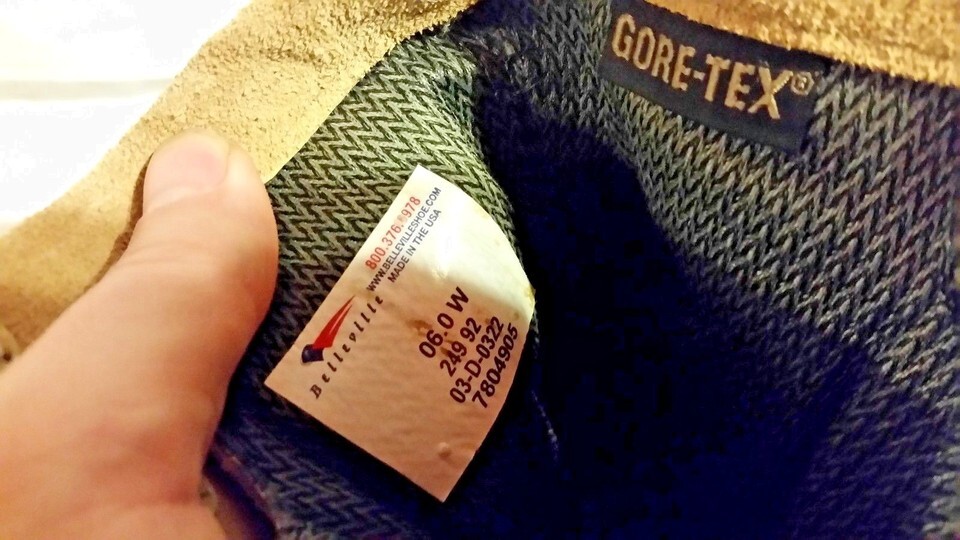 GORE-TEX®
800.376.6978
WWW.BELLEVILLESHOE.COM
MADE IN THE USA
Belleville
06.0 W
249 92
03-D-0322
7804905